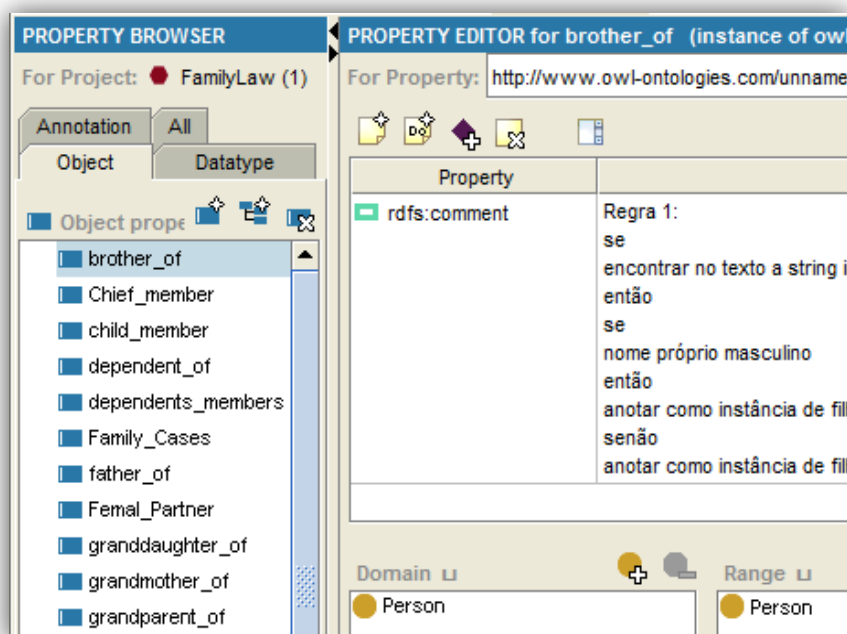 PROPERTY BROWSER
For Project: FamilyLaw (1)
Annotation All
Object Datatype
Object prope
brother_of
Chief_member
child_member
dependent_of
dependents_members
Family_Cases
father_of
Femal_Partner
granddaughter_of
grandmother_of
grandparent_of
PROPERTY EDITOR for brother_of (instance of owl
For Property: http://www.owl-ontologies.com/unname
Property
rdfs:comment
Regra 1:
se
encontrar no texto a string i
então
se
nome próprio masculino
então
anotar como instância de fill
senão
anotar como instância de fill
Domain
Person
Range
Person